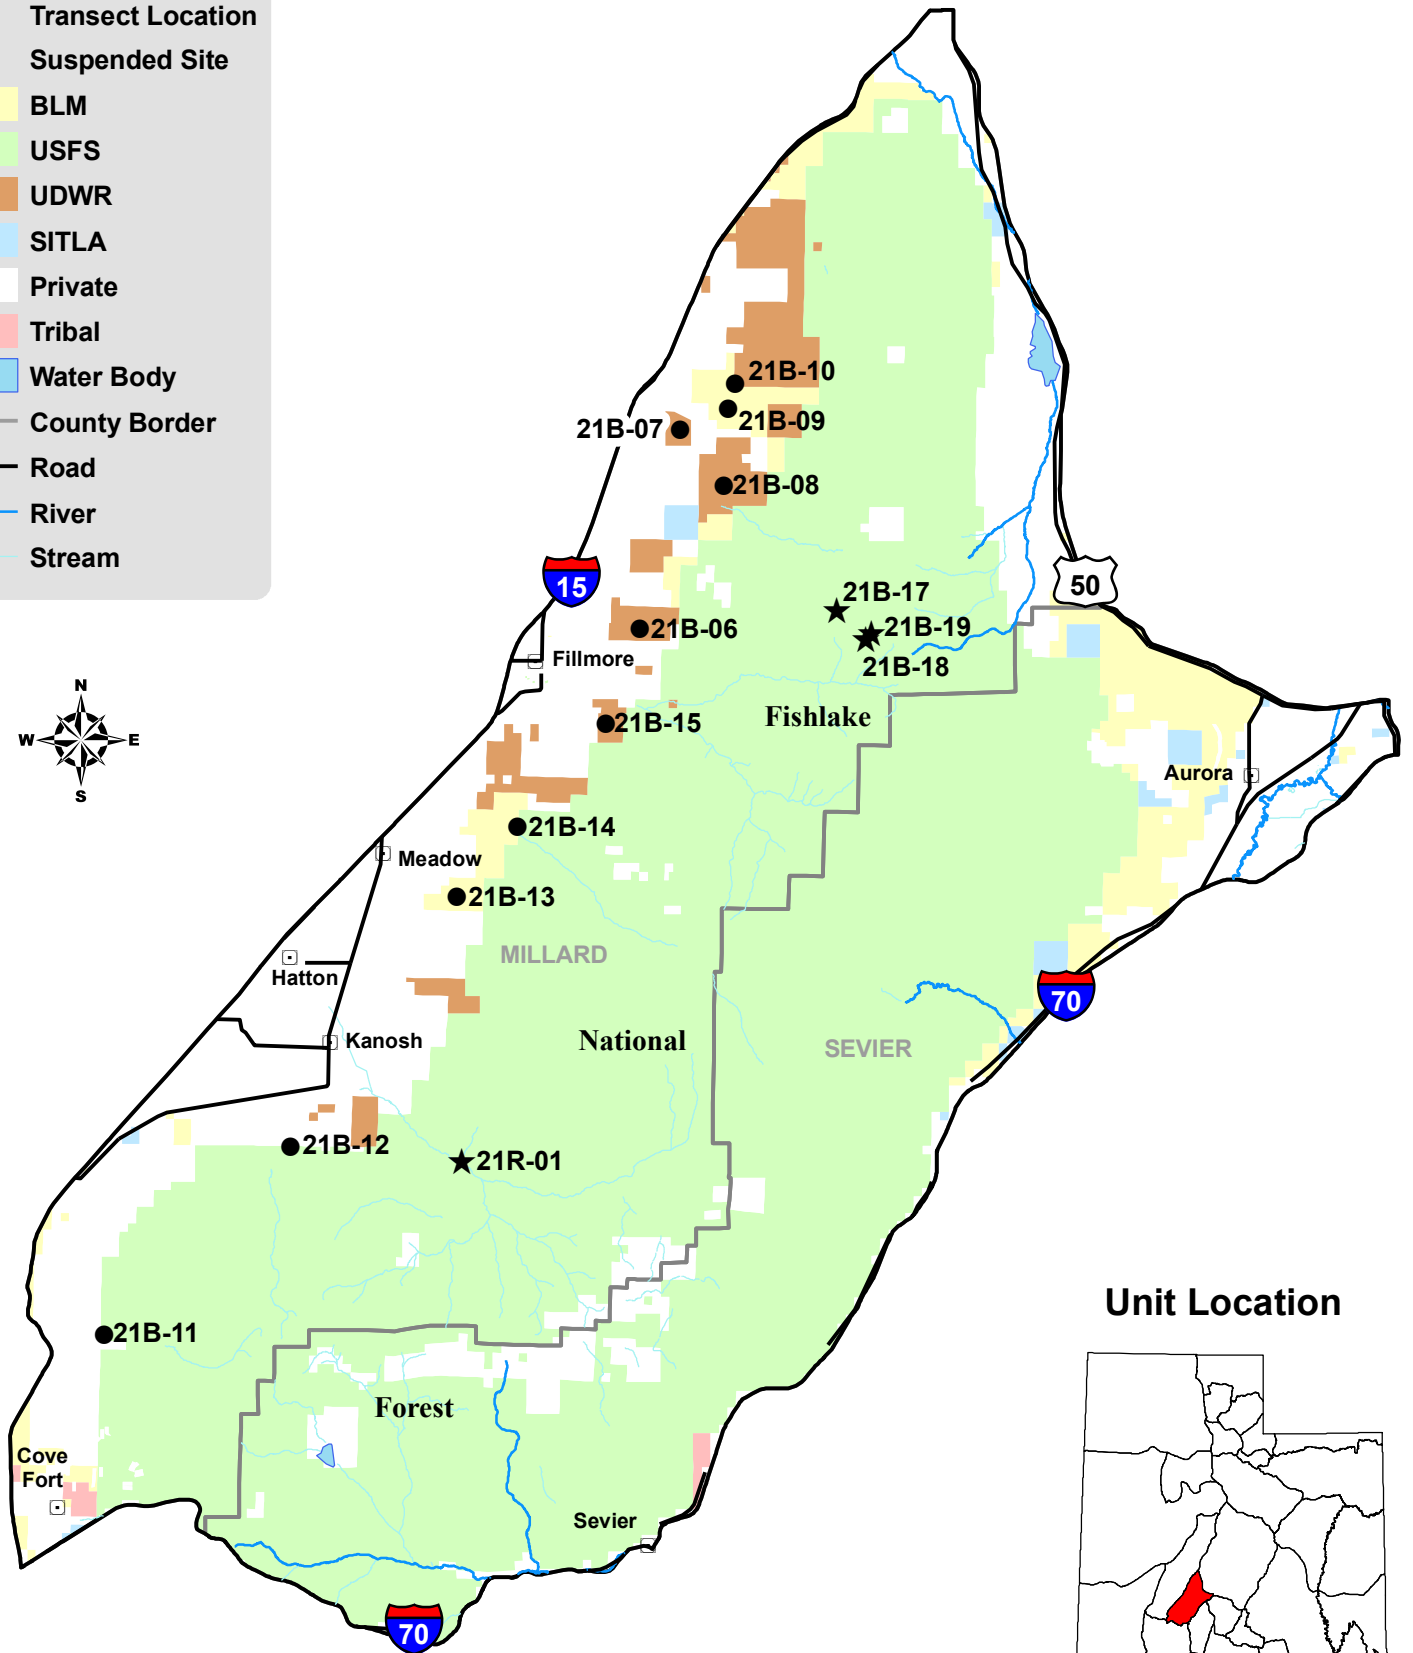 Transect Location
Suspended Site
BLM
USFS
UDWR
SITLA
Private
Tribal
Water Body
County Border
Road
River
Stream
21B-10
21B-09
21B-07
21B-08
15
50
21B-17
21B-19
21B-18
21B-06
Fillmore
N
W
E
S
21B-15
Fishlake
Aurora
21B-14
Meadow
21B-13
MILLARD
Hatton
70
Kanosh
National
SEVIER
21B-12
21R-01
21B-11
Unit Location
Forest
Cove
Fort
Sevier
70